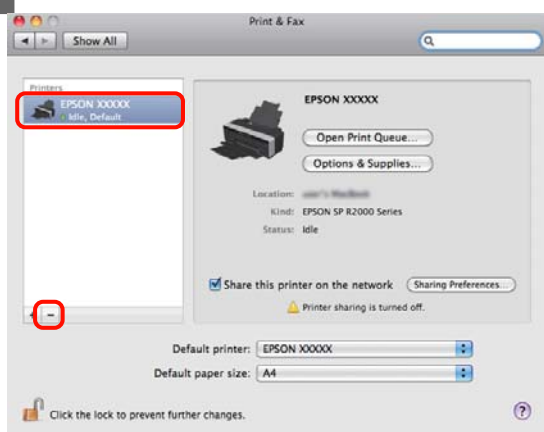 Print & Fax
Show All
Printers
EPSON XXXXX
Idle, Default
EPSON XXXXX
Open Print Queue...
Options & Supplies...
Location:
Kind: EPSON SP R2000 Series
Status: Idle
Share this printer on the network
Sharing Preferences...
Printer sharing is turned off.
+ −
Default printer: EPSON XXXXX
Default paper size: A4
Click the lock to prevent further changes.
?